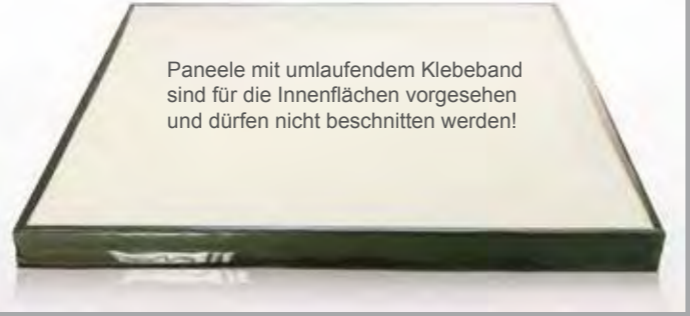 Paneele mit umlaufendem Klebeband
sind für die Innenflächen vorgesehen
und dürfen nicht beschnitten werden!